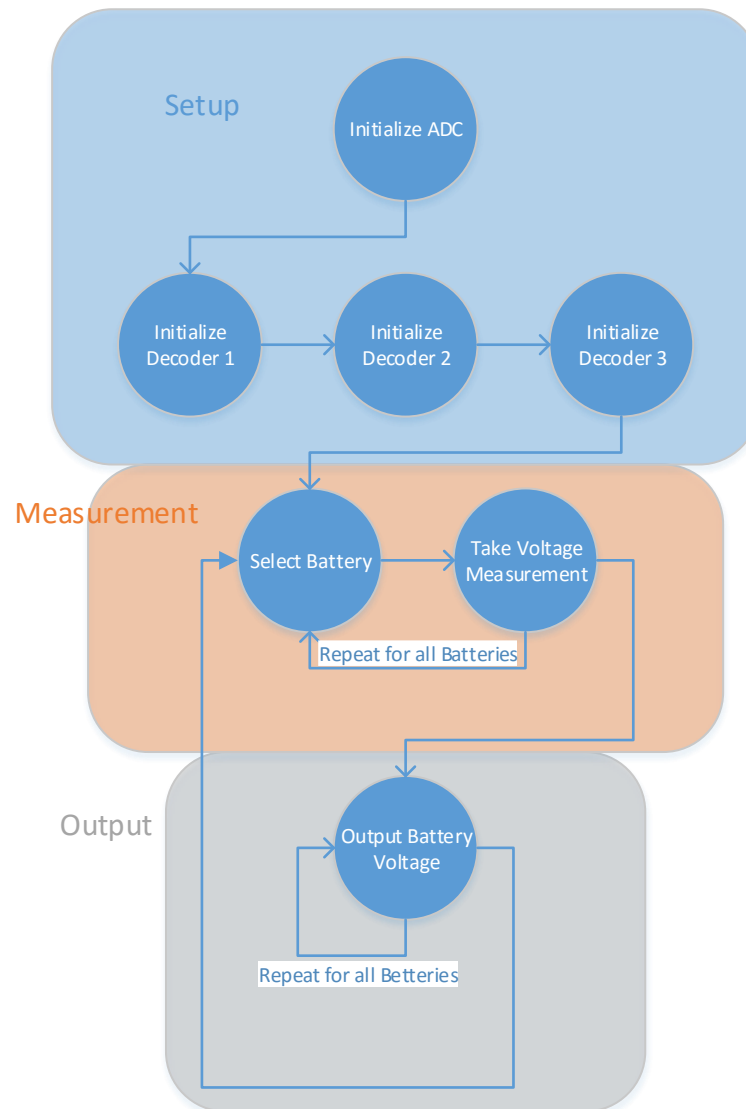 Setup
Initialize ADC
Initialize
Decoder 1
Initialize
Decoder 2
Initialize
Decoder 3
Measurement
Select Battery
Take Voltage
Measurement
Repeat for all Batteries
Output
Output Battery
Voltage
Repeat for all Betteries